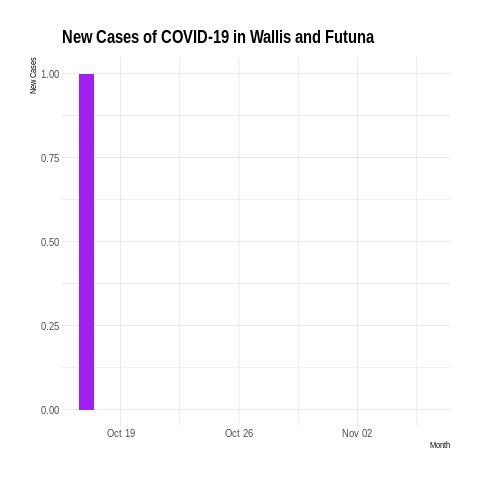 New Cases of COVID-19 in Wallis and Futuna
New Cases
1.00
0.75
0.50
0.25
0.00
Oct 19
Oct 26
Nov 02
Month